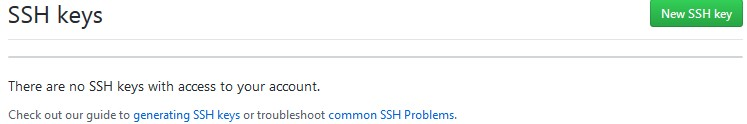 SSH keys
New SSH key
There are no SSH keys with access to your account.
Check out our guide to generating SSH keys or troubleshoot common SSH Problems.